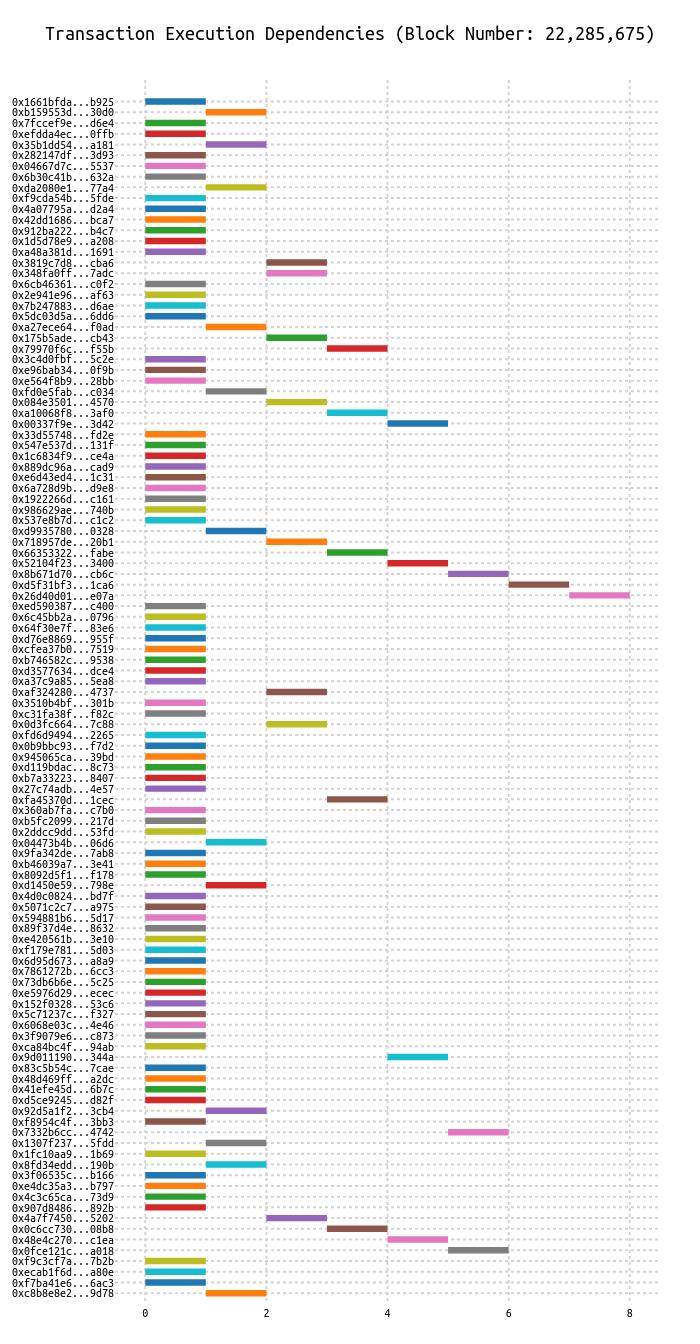 Transaction Execution Dependencies (Block Number: 22,285,675)
0x1661bfda...b925
0xb159553d...30d0
0x7fccef9e...d6e4
0xefdda4ec...0ffb
0x35b1dd54...a181
0x282147df...3d93
0x04667d7c...5537
0x6b30c41b...632a
0xda2080e1...77a4
0xf9cda54b...5fde
0x4a07795a...d2a4
0x42dd1686...bca7
0x912ba222...b4c7
0x1d5d78e9...a208
0xa48a381d...1691
0x3819c7d8...cba6
0x348fa0ff...7adc
0x6cb46361...c0f2
0x2e941e96...af63
0x7b247883...d6ae
0x5dc03d5a...6dd6
0xa27ece64...f0ad
0x175b5ade...cb43
0x79970f6c...f55b
0x3c4d0fbf...5c2e
0xe96bab34...0f9b
0xe564f8b9...28bb
0xfd0e5fab...c034
0x084e3501...4570
0xa10068f8...3af0
0x00337f9e...3d42
0x33d55748...fd2e
0x547e537d...131f
0x1c6834f9...ce4a
0x889dc96a...cad9
0xe6d43ed4...1c31
0x6a728d9b...d9e8
0x1922266d...c161
0x986629ae...740b
0x537e8b7d...c1c2
0xd9935780...0328
0x718957de...20b1
0x66353322...fabe
0x52104f23...3400
0x8b671d70...cb6c
0xd5f31bf3...1ca6
0x26d40d01...e07a
0xed590387...c400
0x6c45bb2a...0796
0x64f30e7f...83e6
0xd76e8869...955f
0xcfea37b0...7519
0xb746582c...9538
0xd3577634...dce4
0xa37c9a85...5ea8
0xaf324280...4737
0x3510b4bf...301b
0xc31fa38f...f82c
0x0d3fc664...7c88
0xfd6d9494...2265
0x0b9bbc93...f7d2
0x945065ca...39bd
0xd119bdac...8c73
0xb7a33223...8407
0x27c74adb...4e57
0xfa45370d...1cec
0x360ab7fa...c7b0
0xb5fc2099...217d
0x2ddcc9dd...53fd
0x04473b4b...06d6
0x9fa342de...7ab8
0xb46039a7...3e41
0x8092d5f1...f178
0xd1450e59...798e
0x4d0c0824...bd7f
0x5071c2c7...a975
0x594881b6...5d17
0x89f37d4e...8632
0xe420561b...3e10
0xf179e781...5d03
0x6d95d673...a8a9
0x7861272b...6cc3
0x73db6b6e...5c25
0xe5976d29...ecec
0x152f0328...53c6
0x5c71237c...f327
0x6068e03c...4e46
0x3f9079e6...c873
0xca84bc4f...94ab
0x9d011190...344a
0x83c5b54c...7cae
0x48d469ff...a2dc
0x41efe45d...6b7c
0xd5ce9245...d82f
0x92d5a1f2...3cb4
0xf8954c4f...3bb3
0x7332b6cc...4742
0x1307f237...5fdd
0x1fc10aa9...1b69
0x8fd34edd...190b
0x3f06535c...b166
0xe4dc35a3...b797
0x4c3c65ca...73d9
0x907d8486...892b
0x4a7f7450...5202
0x0c6cc730...08b8
0x48e4c270...c1ea
0x0fce121c...a018
0xf9c3cf7a...7b2b
0xecab1f6d...a80e
0xf7ba41e6...6ac3
0xc8b8e8e2...9d78
0 2 4 6 8